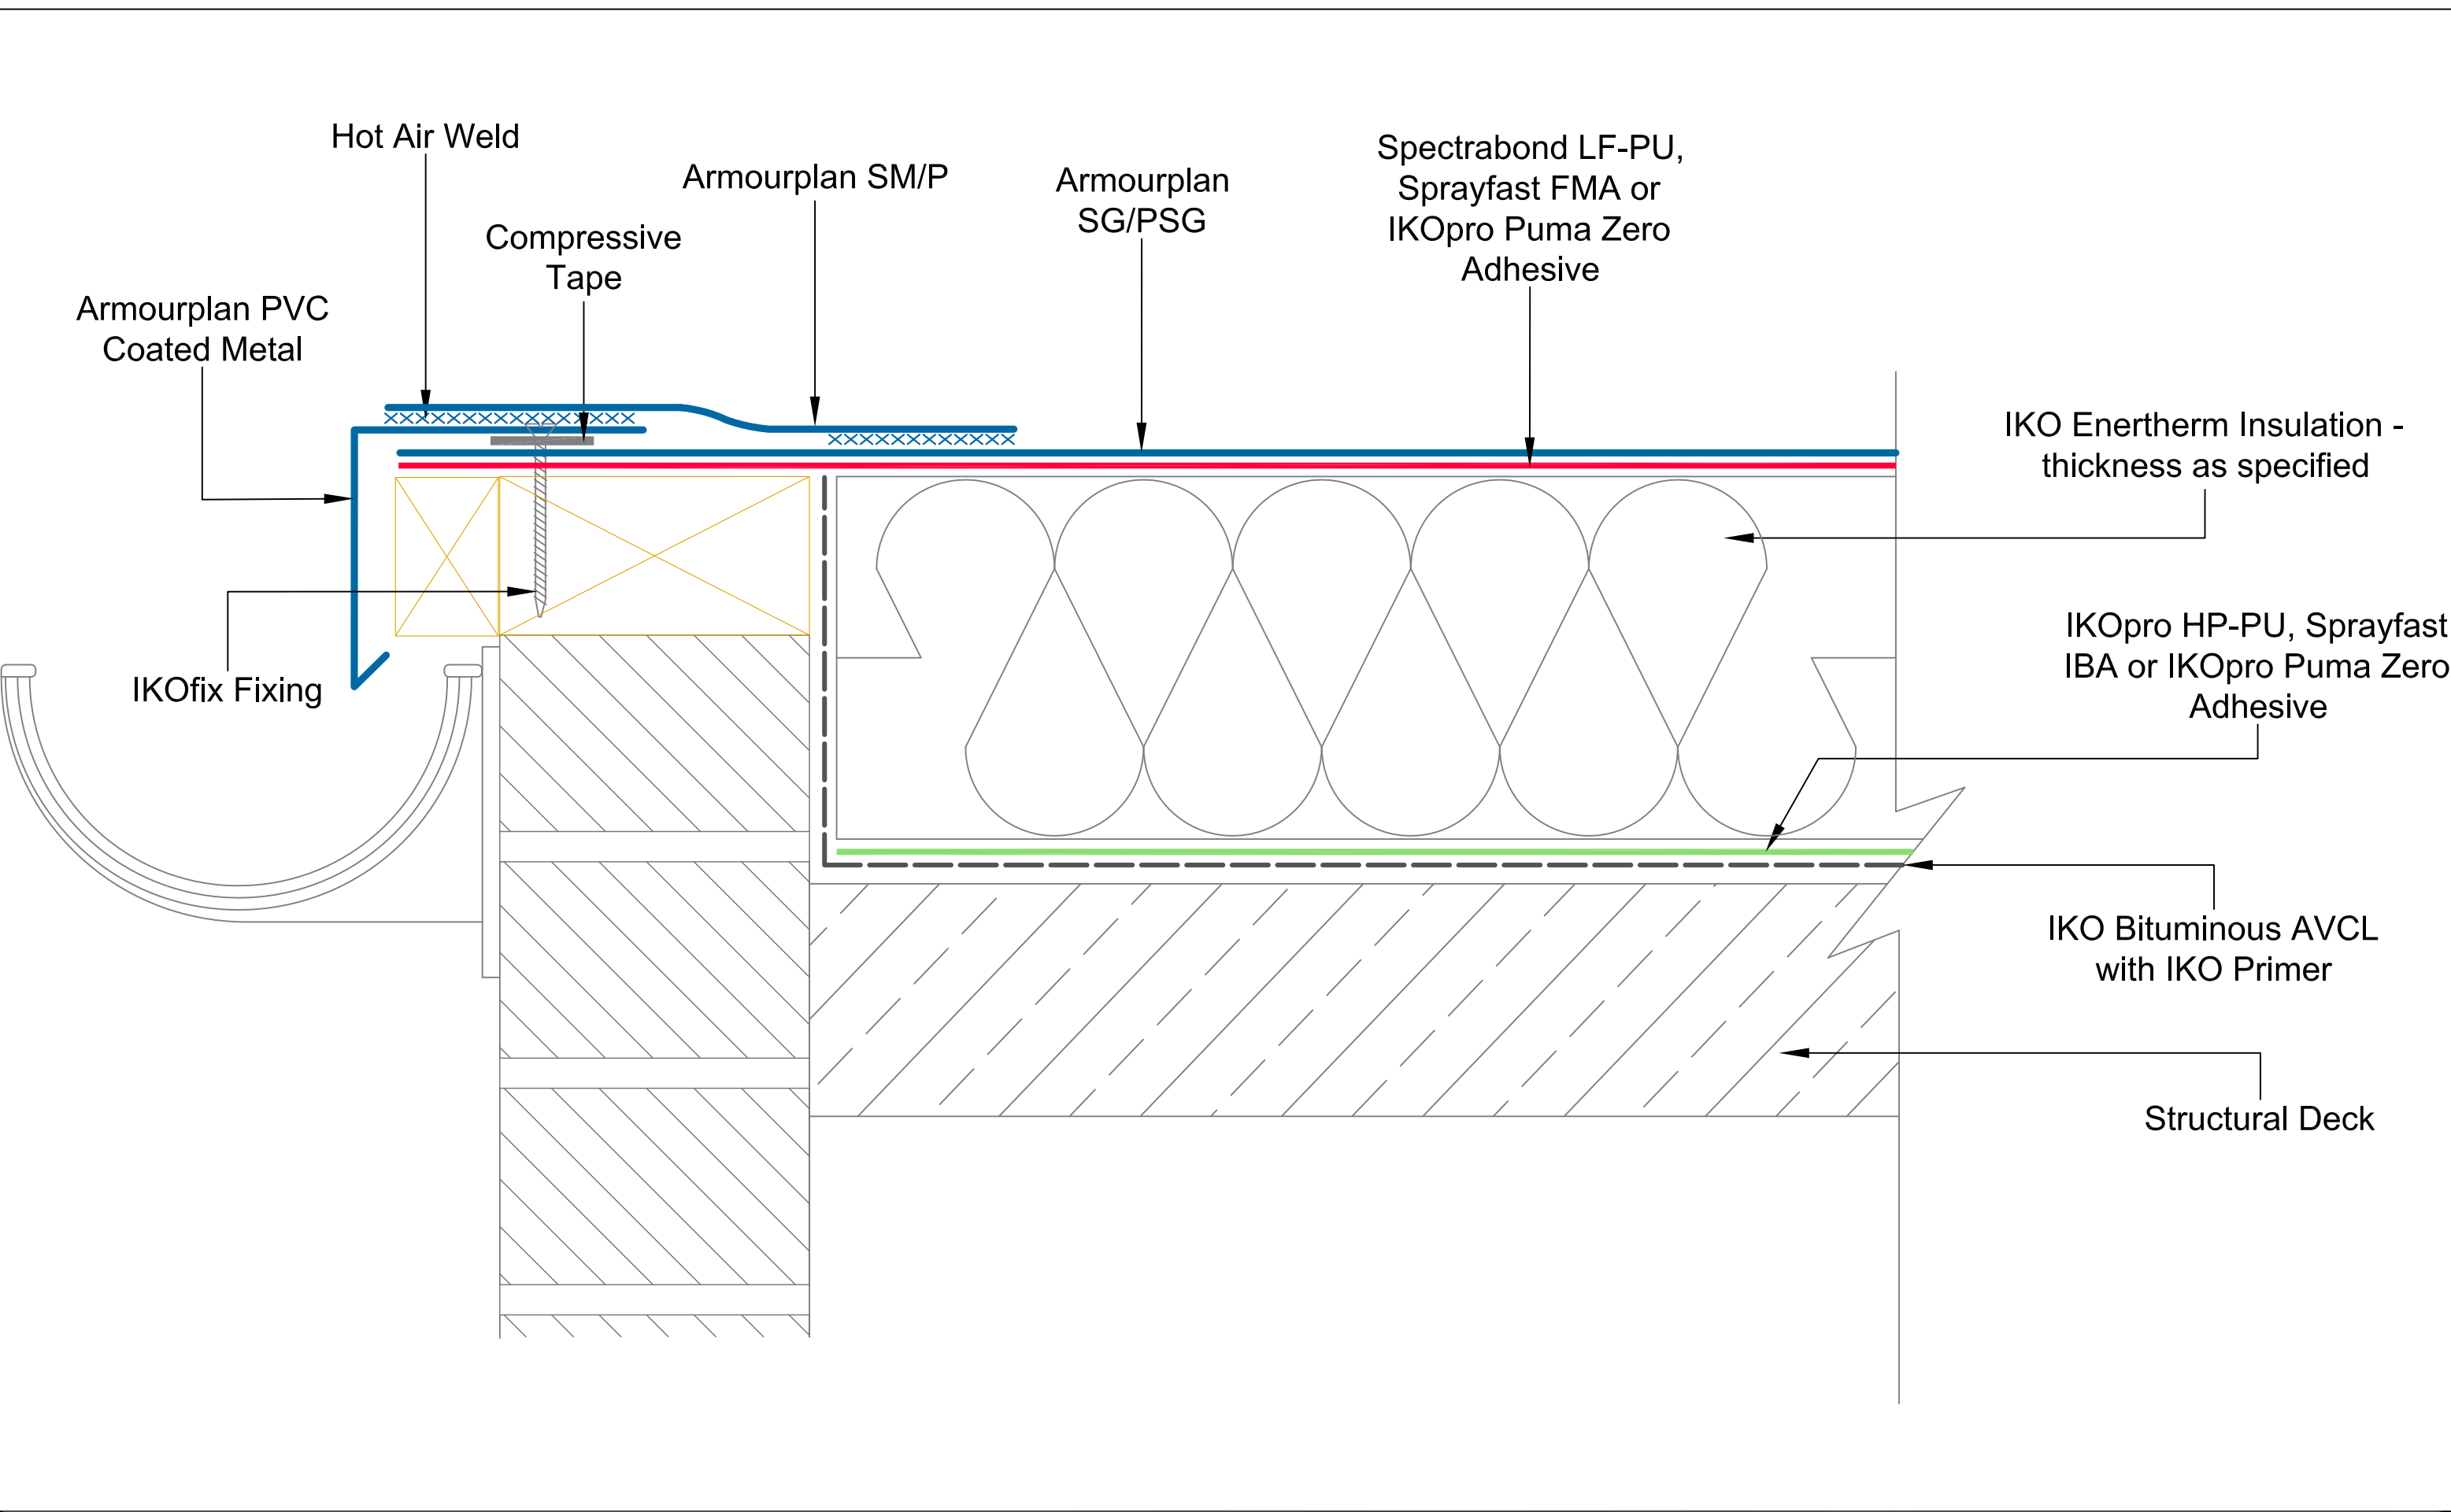 Hot Air Weld
Armourplan SM/P
Compressive
Tape
Armourplan PVC
Coated Metal
Armourplan
SG/PSG
Spectrabond LF-PU,
Sprayfast FMA or
IKOpro Puma Zero
Adhesive
IKO Enertherm Insulation -
thickness as specified
IKOpro HP-PU, Sprayfast
IBA or IKOpro Puma Zero
Adhesive
IKOfix Fixing
IKO Bituminous AVCL
with IKO Primer
Structural Deck